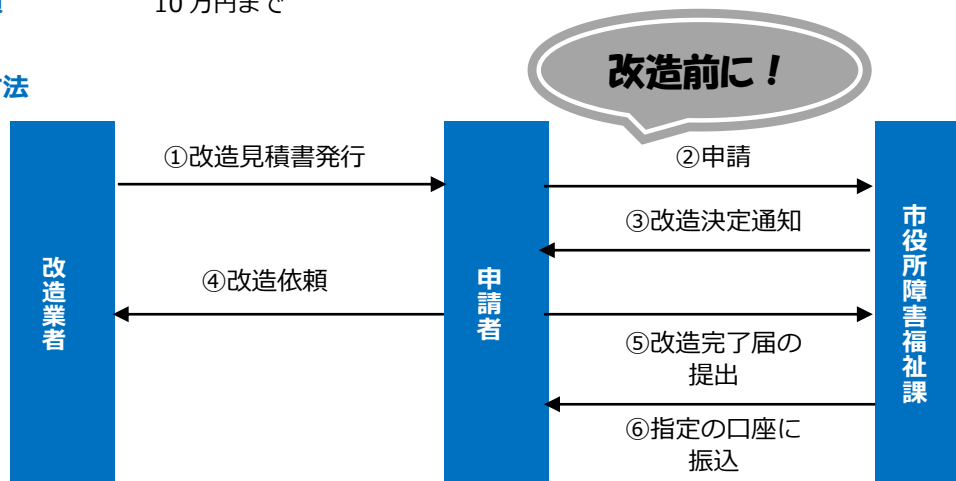 10 万円まで
法
改造前に！
①改造見積書発行
②申請
③改造決定通知
④改造依頼
⑤改造完了届の
提出
⑥指定の口座に
振込
改造業者
申請者
市役所障害福祉課